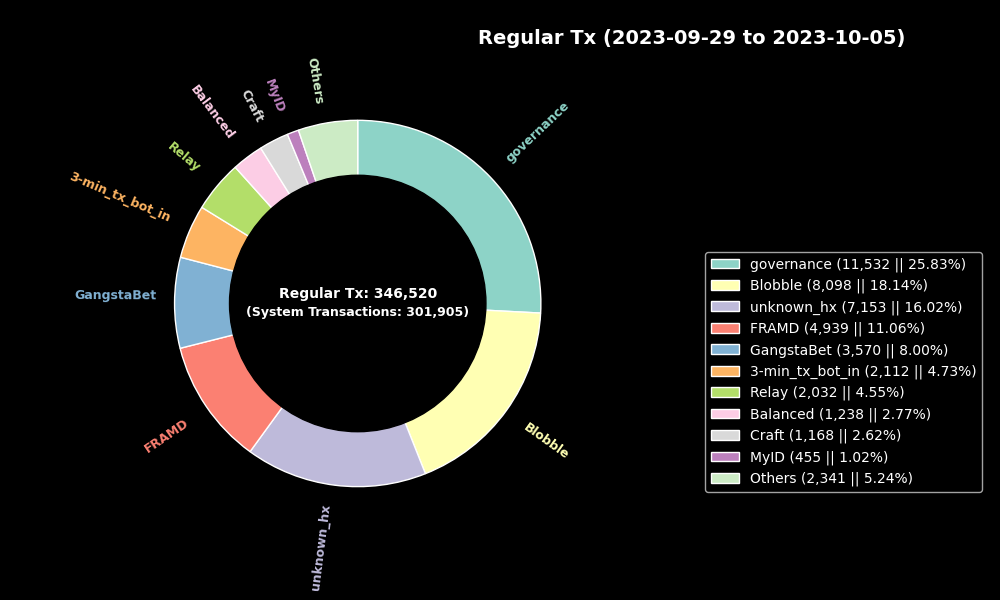 Regular Tx (2023-09-29 to 2023-10-05)
Others
MyID
Craft
Balanced
Relay
3-min_tx_bot_in
GangstaBet
FRAMD
unknown_hx
Blobble
governance
Regular Tx: 346,520
(System Transactions: 301,905)
governance (11,532 || 25.83%)
Blobble (8,098 || 18.14%)
unknown_hx (7,153 || 16.02%)
FRAMD (4,939 || 11.06%)
GangstaBet (3,570 || 8.00%)
3-min_tx_bot_in (2,112 || 4.73%)
Relay (2,032 || 4.55%)
Balanced (1,238 || 2.77%)
Craft (1,168 || 2.62%)
MyID (455 || 1.02%)
Others (2,341 || 5.24%)